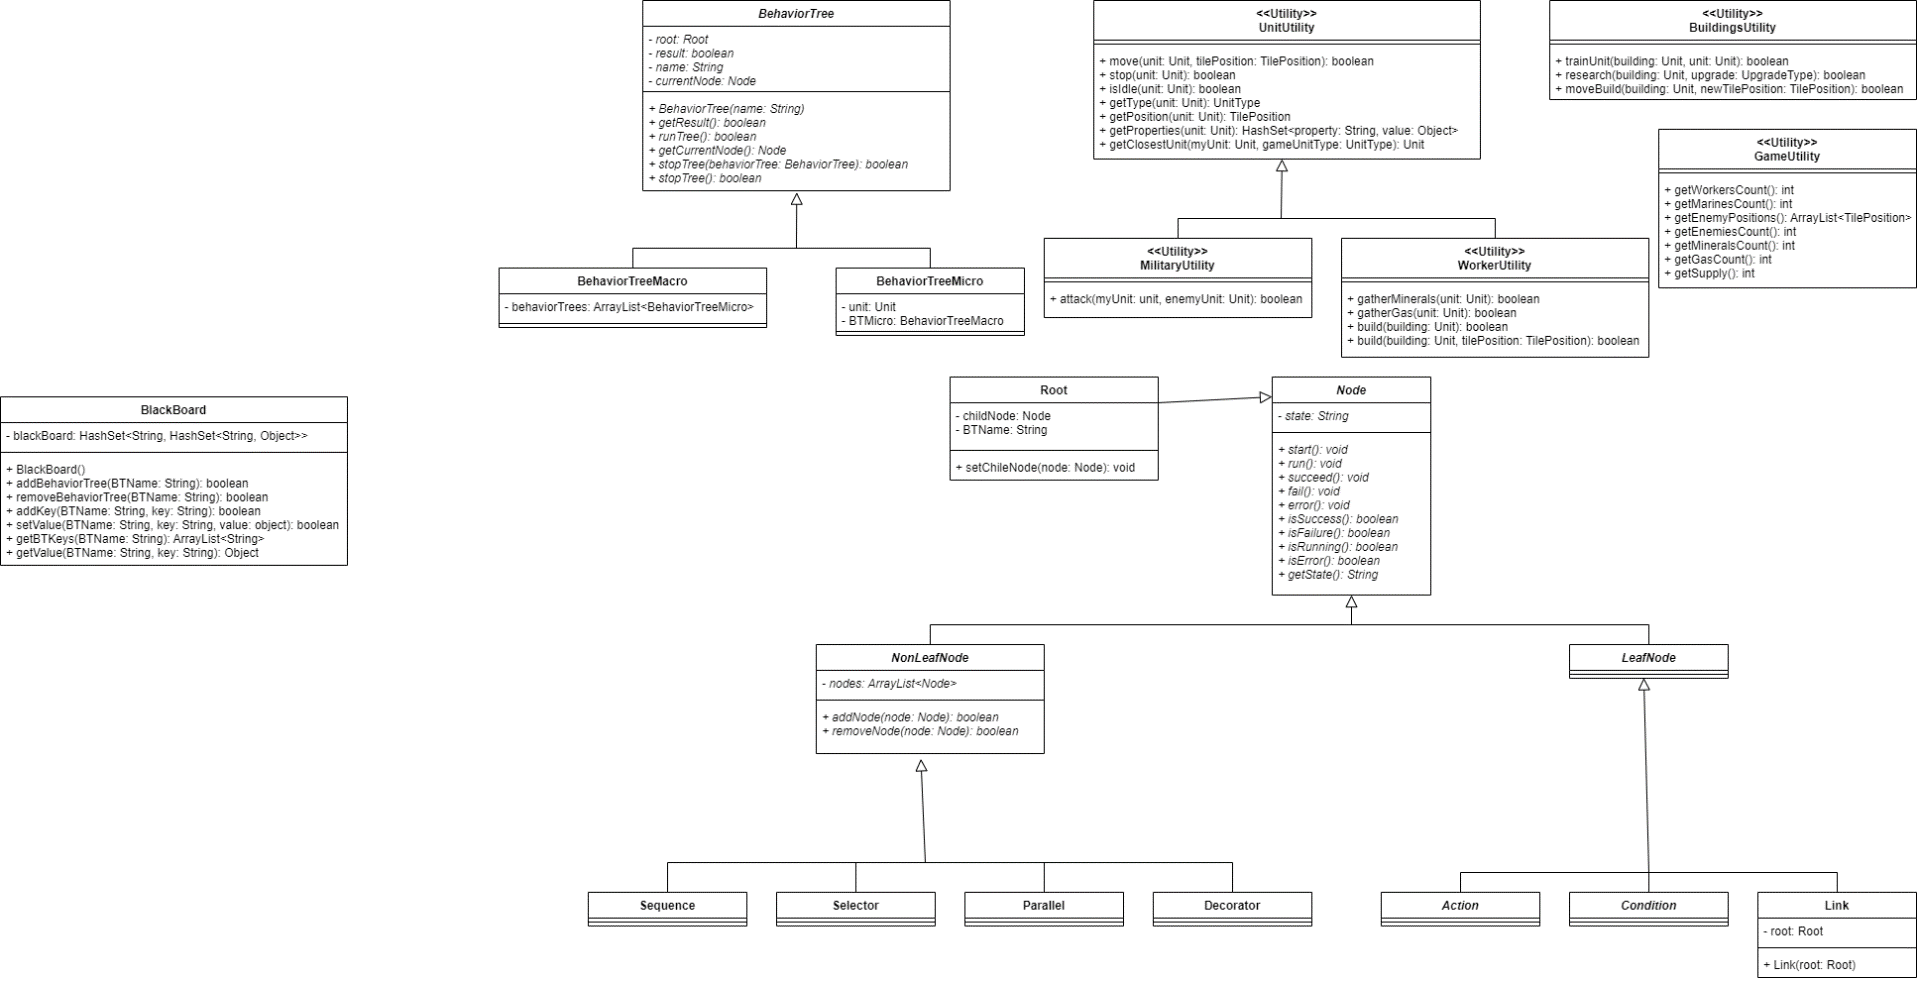 BehaviorTree
- root: Root
- result: boolean
- name: String
- currentNode: Node
+ BehaviorTree(name: String)
+ getResult(): boolean
+ runTree(): boolean
+ getCurrentNode(): Node
+ stopTree(behaviorTree: BehaviorTree): boolean
+ stopTree(): boolean
<<Utility>>
UnitUtility
+ move(unit: Unit, tilePosition: TilePosition): boolean
+ stop(unit: Unit): boolean
+ isIdle(unit: Unit): boolean
+ getType(unit: Unit): UnitType
+ getPosition(unit: Unit): TilePosition
+ getProperties(unit: Unit): HashSet<property: String, value: Object>
+ getClosestUnit(myUnit: Unit, gameUnitType: UnitType): Unit
<<Utility>>
BuildingsUtility
+ trainUnit(building: Unit, unit: Unit): boolean
+ research(building: Unit, upgrade: UpgradeType): boolean
+ moveBuild(building: Unit, newTilePosition: TilePosition): boolean
<<Utility>>
GameUtility
+ getWorkersCount(): int
+ getMarinesCount(): int
+ getEnemyPositions(): ArrayList<TilePosition>
+ getEnemiesCount(): int
+ getMineralsCount(): int
+ getGasCount(): int
+ getSupply(): int
BehaviorTreeMacro
- behaviorTrees: ArrayList<BehaviorTreeMicro>
BehaviorTreeMicro
- unit: Unit
- BTMicro: BehaviorTreeMacro
<<Utility>>
MilitaryUtility
+ attack(myUnit: unit, enemyUnit: Unit): boolean
<<Utility>>
WorkerUtility
+ gatherMinerals(unit: Unit): boolean
+ gatherGas(unit: Unit): boolean
+ build(building: Unit): boolean
+ build(building: Unit, tilePosition: TilePosition): boolean
BlackBoard
- blackBoard: HashSet<String, HashSet<String, Object>>
+ BlackBoard()
+ addBehaviorTree(BTName: String): boolean
+ removeBehaviorTree(BTName: String): boolean
+ addKey(BTName: String, key: String): boolean
+ setValue(BTName: String, key: String, value: object): boolean
+ getBTKeys(BTName: String): ArrayList<String>
+ getValue(BTName: String, key: String): Object
Root
- childNode: Node
- BTName: String
+ setChileNode(node: Node): void
Node
- state: String
+ start(): void
+ run(): void
+ succeed(): void
+ fail(): void
+ error(): void
+ isSuccess(): boolean
+ isFailure(): boolean
+ isRunning(): boolean
+ isError(): boolean
+ getState(): String
NonLeafNode
- nodes: ArrayList<Node>
+ addNode(node: Node): boolean
+ removeNode(node: Node): boolean
LeafNode
Sequence
Selector
Parallel
Decorator
Action
Condition
Link
- root: Root
+ Link(root: Root)